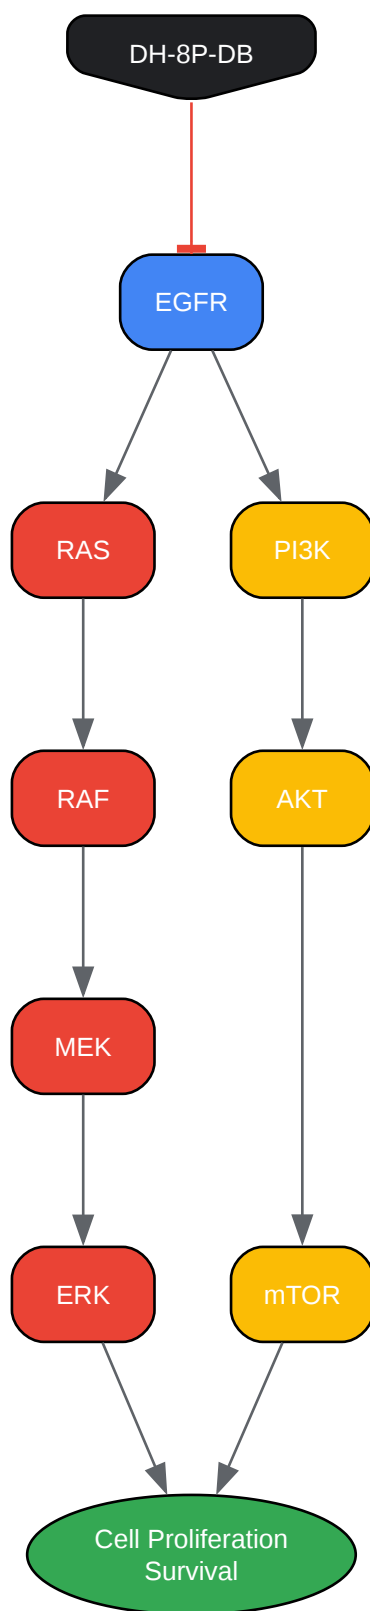 DH-8P-DB
EGFR
RAS
PI3K
RAF
AKT
MEK
ERK
mTOR
Cell Proliferation
Survival